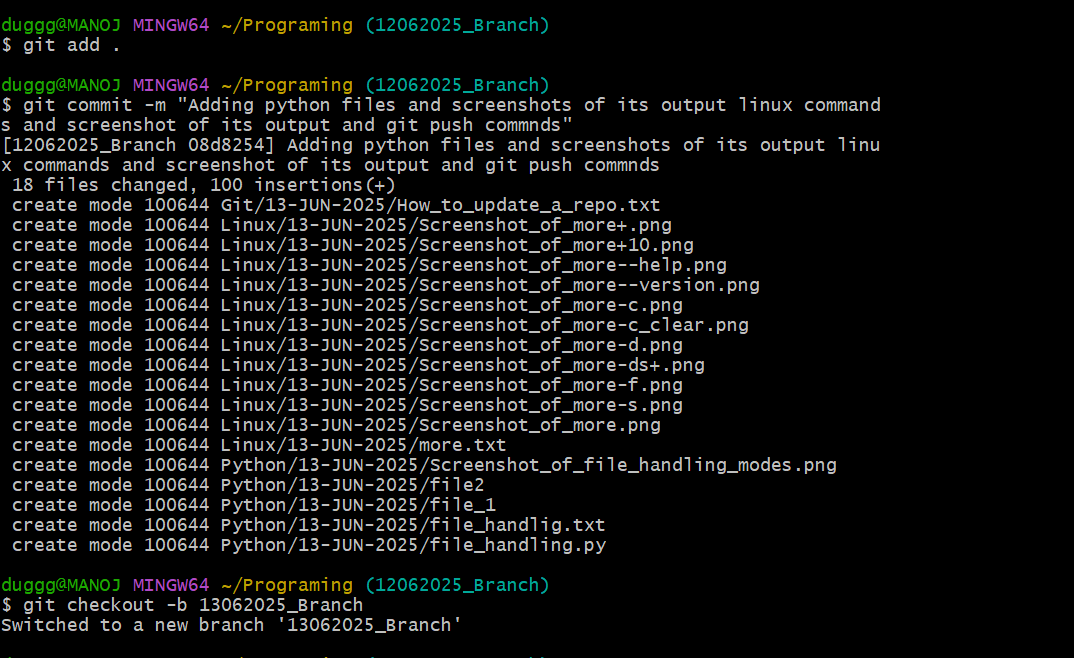 duggg@MANOJ MINGW64 ~/Programing (12062025_Branch)
$ git add .
duggg@MANOJ MINGW64 ~/Programing (12062025_Branch)
$ git commit -m "Adding python files and screenshots of its output linux command
s and screenshot of its output and git push commnds"
[12062025_Branch 08d8254] Adding python files and screenshots of its output linu
x commands and screenshot of its output and git push commnds
 18 files changed, 100 insertions(+)
 create mode 100644 Git/13-JUN-2025/How_to_update_a_repo.txt
 create mode 100644 Linux/13-JUN-2025/Screenshot_of_more+.png
 create mode 100644 Linux/13-JUN-2025/Screenshot_of_more+10.png
 create mode 100644 Linux/13-JUN-2025/Screenshot_of_more--help.png
 create mode 100644 Linux/13-JUN-2025/Screenshot_of_more--version.png
 create mode 100644 Linux/13-JUN-2025/Screenshot_of_more-c.png
 create mode 100644 Linux/13-JUN-2025/Screenshot_of_more-c_clear.png
 create mode 100644 Linux/13-JUN-2025/Screenshot_of_more-d.png
 create mode 100644 Linux/13-JUN-2025/Screenshot_of_more-ds+.png
 create mode 100644 Linux/13-JUN-2025/Screenshot_of_more-f.png
 create mode 100644 Linux/13-JUN-2025/Screenshot_of_more-s.png
 create mode 100644 Linux/13-JUN-2025/Screenshot_of_more.png
 create mode 100644 Linux/13-JUN-2025/more.txt
 create mode 100644 Python/13-JUN-2025/Screenshot_of_file_handling_modes.png
 create mode 100644 Python/13-JUN-2025/file2
 create mode 100644 Python/13-JUN-2025/file_1
 create mode 100644 Python/13-JUN-2025/file_handlig.txt
 create mode 100644 Python/13-JUN-2025/file_handling.py
duggg@MANOJ MINGW64 ~/Programing (12062025_Branch)
$ git checkout -b 13062025_Branch
Switched to a new branch '13062025_Branch'